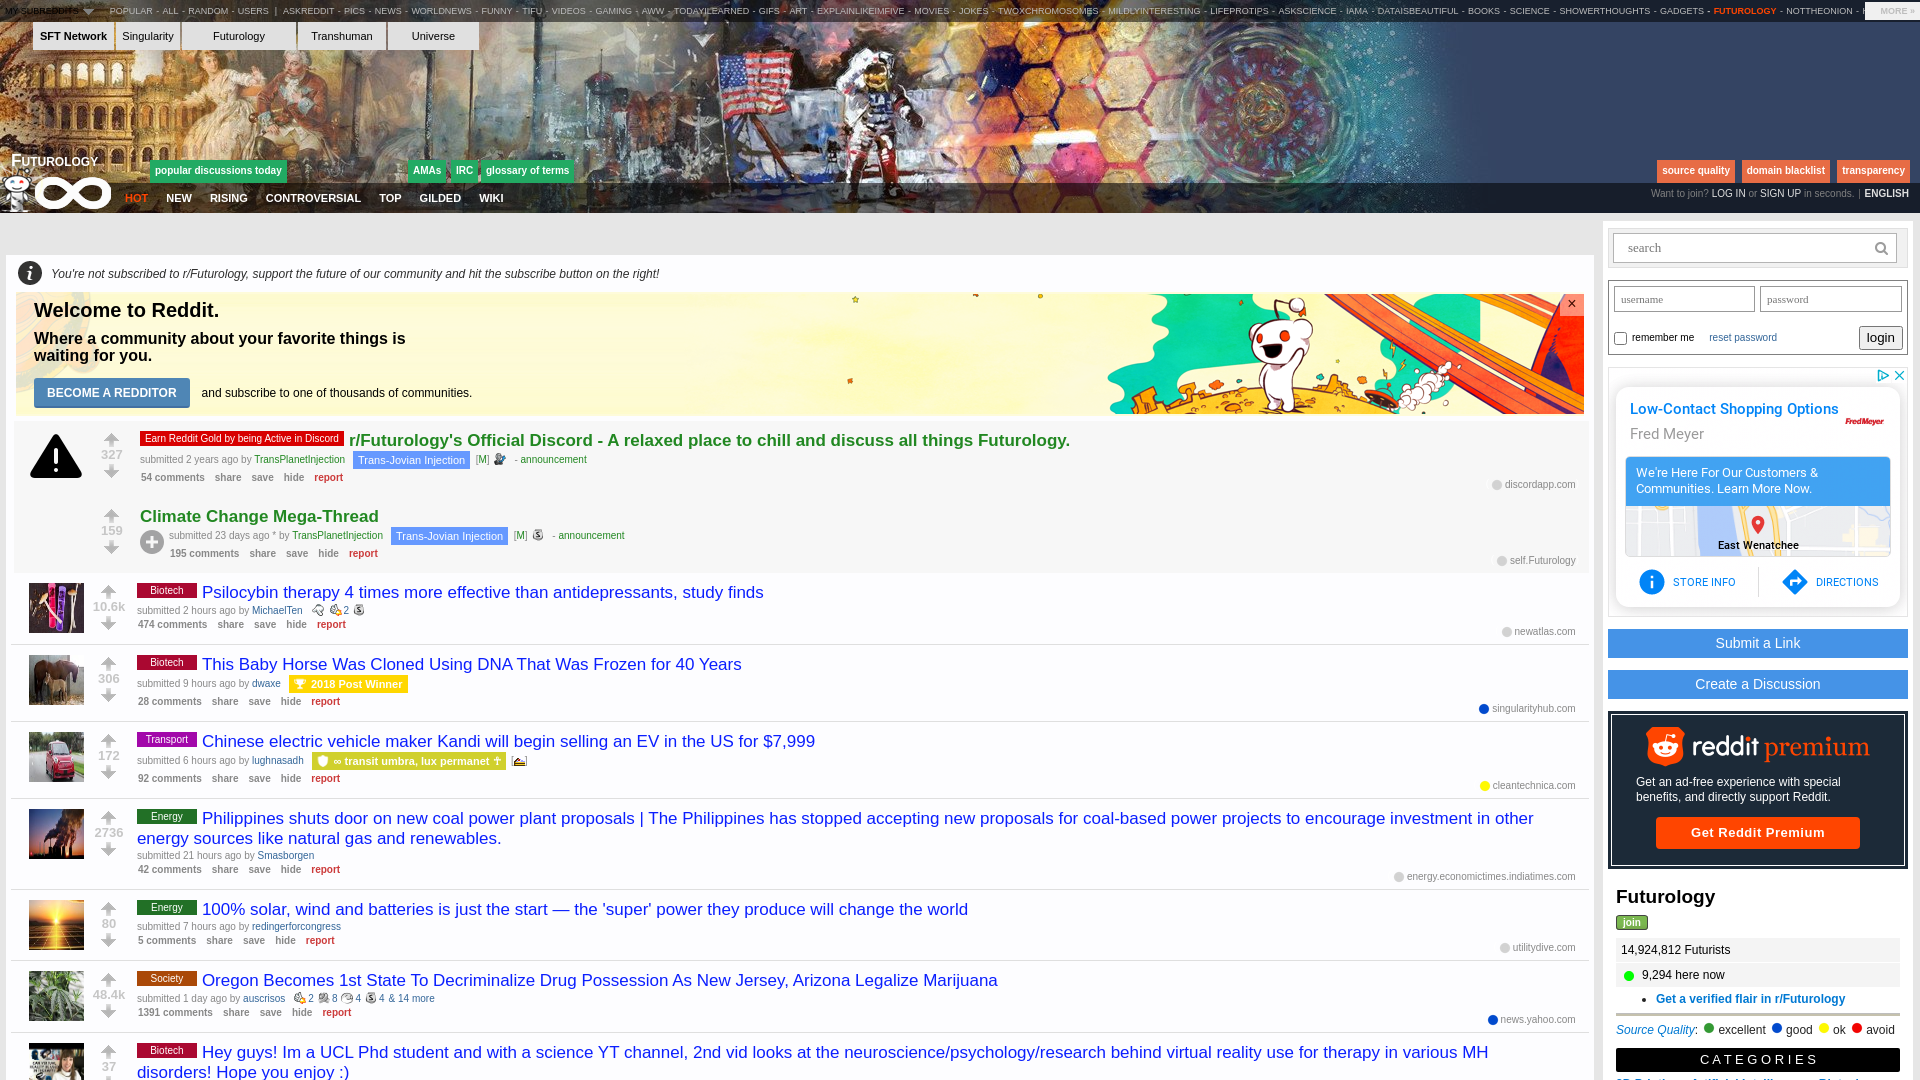 MY SUBREDDITS POPULAR - ALL - RANDOM - USERS | ASKREDDIT - PICS - NEWS - WORLDNEWS - FUNNY - TIFU - VIDEOS - GAMING - AWW - TODAYILEARNED - GIFS - ART - EXPLAINLIKEIMFIVE - MOVIES - JOKES - TWOXCHROMOSOMES - MILDLYINTERESTING - LIFEPROTIPS - ASKSCIENCE - IAMA - DATAISBEAUTIFUL - BOOKS - SCIENCE - SHOWERTHOUGHTS - GADGETS - FUTUROLOGY - NOTTHEONION - MORE »
SFT Network Singularity Futurology Transhuman Universe
FUTUROLOGY
popular discussions today AMAs IRC glossary of terms source quality domain blacklist transparency
HOT NEW RISING CONTROVERSIAL TOP GILDED WIKI
Want to join? LOG IN or SIGN UP in seconds. | ENGLISH
You're not subscribed to r/Futurology, support the future of our community and hit the subscribe button on the right!
Welcome to Reddit.
Where a community about your favorite things is
waiting for you.
BECOME A REDDITOR and subscribe to one of thousands of communities.
×
327
Earn Reddit Gold by being Active in Discord r/Futurology's Official Discord - A relaxed place to chill and discuss all things Futurology.
submitted 2 years ago by TransPlanetInjection Trans-Jovian Injection [M] - announcement
54 comments share save hide report
discordapp.com
159
Climate Change Mega-Thread
submitted 23 days ago * by TransPlanetInjection Trans-Jovian Injection [M] - announcement
195 comments share save hide report
self.Futurology
10.6k
Biotech Psilocybin therapy 4 times more effective than antidepressants, study finds
submitted 2 hours ago by MichaelTen 2
474 comments share save hide report
newatlas.com
306
Biotech This Baby Horse Was Cloned Using DNA That Was Frozen for 40 Years
submitted 9 hours ago by dwaxe 2018 Post Winner
28 comments share save hide report
singularityhub.com
172
Transport Chinese electric vehicle maker Kandi will begin selling an EV in the US for $7,999
submitted 6 hours ago by lughnasadh ∞ transit umbra, lux permanet ☥
92 comments share save hide report
cleantechnica.com
2736
Energy Philippines shuts door on new coal power plant proposals | The Philippines has stopped accepting new proposals for coal-based power projects to encourage investment in other
energy sources like natural gas and renewables.
submitted 21 hours ago by Smasborgen
42 comments share save hide report
energy.economictimes.indiatimes.com
80
Energy 100% solar, wind and batteries is just the start — the 'super' power they produce will change the world
submitted 7 hours ago by redingerforcongress
5 comments share save hide report
utilitydive.com
48.4k
Society Oregon Becomes 1st State To Decriminalize Drug Possession As New Jersey, Arizona Legalize Marijuana
submitted 1 day ago by auscrisos 2 8 4 4 & 14 more
1391 comments share save hide report
news.yahoo.com
37
Biotech Hey guys! Im a UCL Phd student and with a science YT channel, 2nd vid looks at the neuroscience/psychology/research behind virtual reality use for therapy in various MH
disorders! Hope you enjoy :)
search
username password
remember me reset password login
Low-Contact Shopping Options
Fred Meyer
FredMeyer
We're Here For Our Customers &
Communities. Learn More Now.
East Wenatchee
STORE INFO DIRECTIONS
Submit a Link
Create a Discussion
reddit premium
Get an ad-free experience with special
benefits, and directly support Reddit.
Get Reddit Premium
Futurology
join
14,924,812 Futurists
9,294 here now
• Get a verified flair in r/Futurology
Source Quality: excellent good ok avoid
CATEGORIES